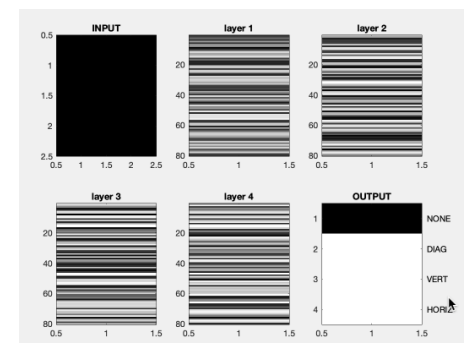 INPUT
0.5
1
1.5
2
2.5
0.5 1 1.5 2 2.5
layer 1
20
40
60
80
0.5 1 1.5
layer 2
20
40
60
80
0.5 1 1.5
layer 3
20
40
60
80
0.5 1 1.5
layer 4
20
40
60
80
0.5 1 1.5
OUTPUT
1 NONE
2 DIAG
3 VERT
4 HORIZ
0.5 1 1.5